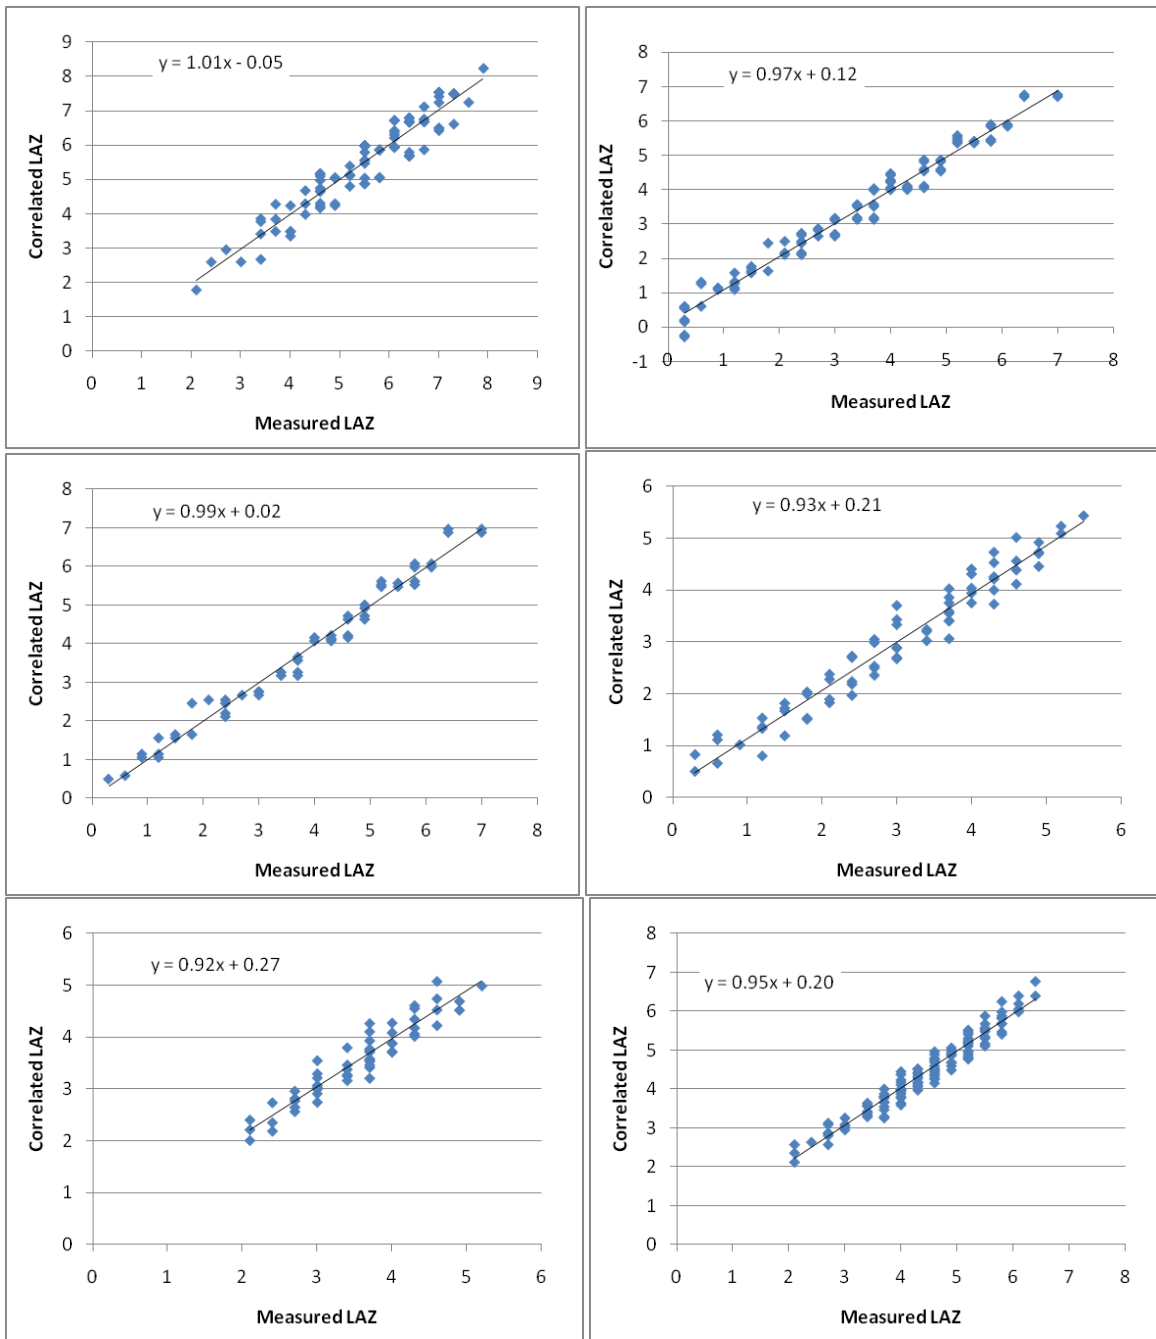 y = 1.01x - 0.05
9
8
7
6
5
4
3
2
1
0
Correlated LAZ
0 1 2 3 4 5 6 7 8 9
Measured LAZ
y = 0.97x + 0.12
8
7
6
5
4
3
2
1
0
-1
Correlated LAZ
0 1 2 3 4 5 6 7 8
Measured LAZ
y = 0.99x + 0.02
8
7
6
5
4
3
2
1
0
Correlated LAZ
0 1 2 3 4 5 6 7 8
Measured LAZ
y = 0.93x + 0.21
6
5
4
3
2
1
0
Correlated LAZ
0 1 2 3 4 5 6
Measured LAZ
y = 0.92x + 0.27
6
5
4
3
2
1
0
Correlated LAZ
0 1 2 3 4 5 6
Measured LAZ
y = 0.95x + 0.20
8
7
6
5
4
3
2
1
0
Correlated LAZ
0 1 2 3 4 5 6 7 8
Measured LAZ